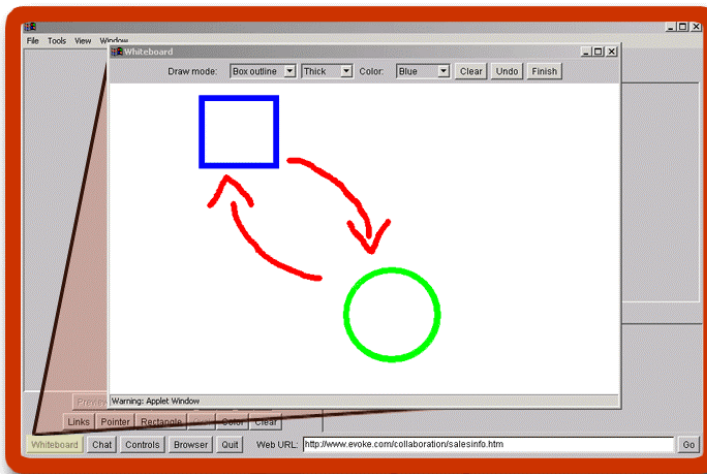 File Tools View Window
Whiteboard
Draw mode: Box outline Thick Color: Blue Clear Undo Finish
Warning: Applet Window
Links Pointer Rectangle Color Clear
Whiteboard Chat Controls Browser Quit Web URL: http://www.evoke.com/collaboration/salesinfo.htm Go